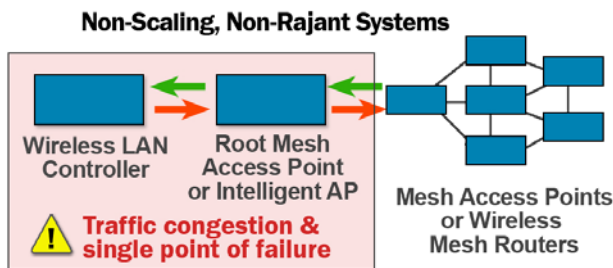 Non-Scaling, Non-Rajant Systems
Wireless LAN
Controller
Root Mesh
Access Point
or Intelligent AP
Mesh Access Points
or Wireless
Mesh Routers
! Traffic congestion &
single point of failure